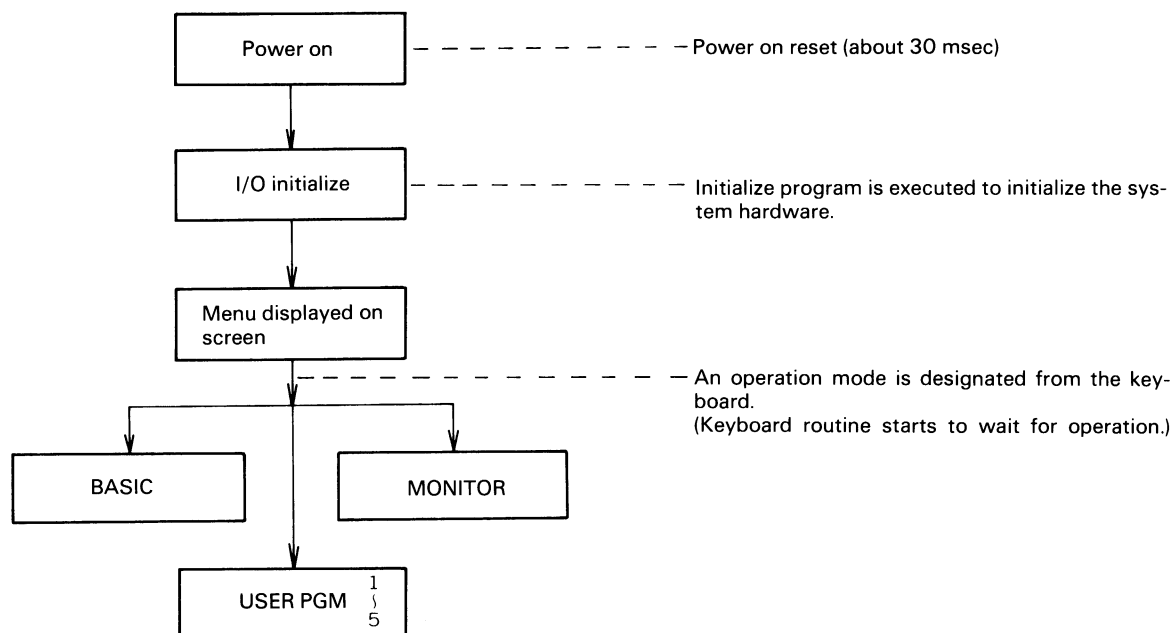 Power on
Power on reset (about 30 msec)
I/O initialize
Initialize program is executed to initialize the sys-
tem hardware.
Menu displayed on
screen
An operation mode is designated from the key-
board.
(Keyboard routine starts to wait for operation.)
BASIC
MONITOR
USER PGM 1
~
5